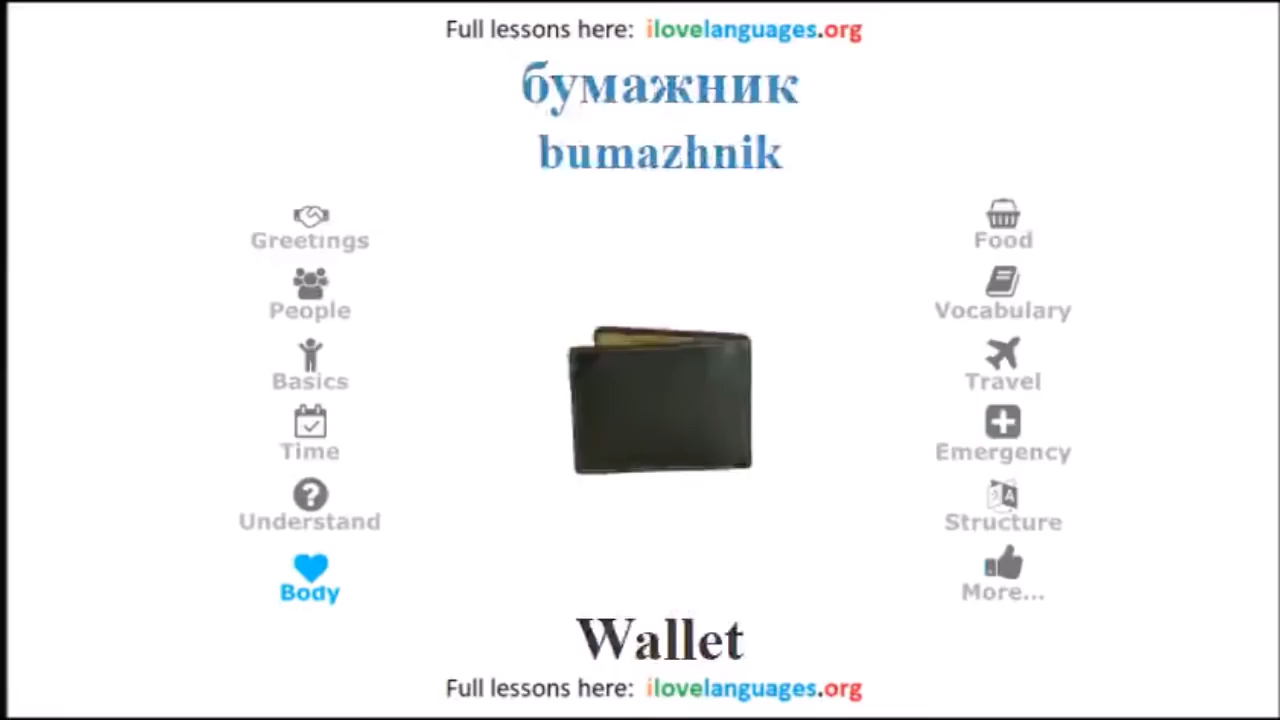 Full lessons here: ilovelanguages.org
бумажник
bumazhnik
Greetings
Food
People
Vocabulary
Basics
Travel
Time
Emergency
Understand
Structure
Body
More...
Wallet
Full lessons here: ilovelanguages.org